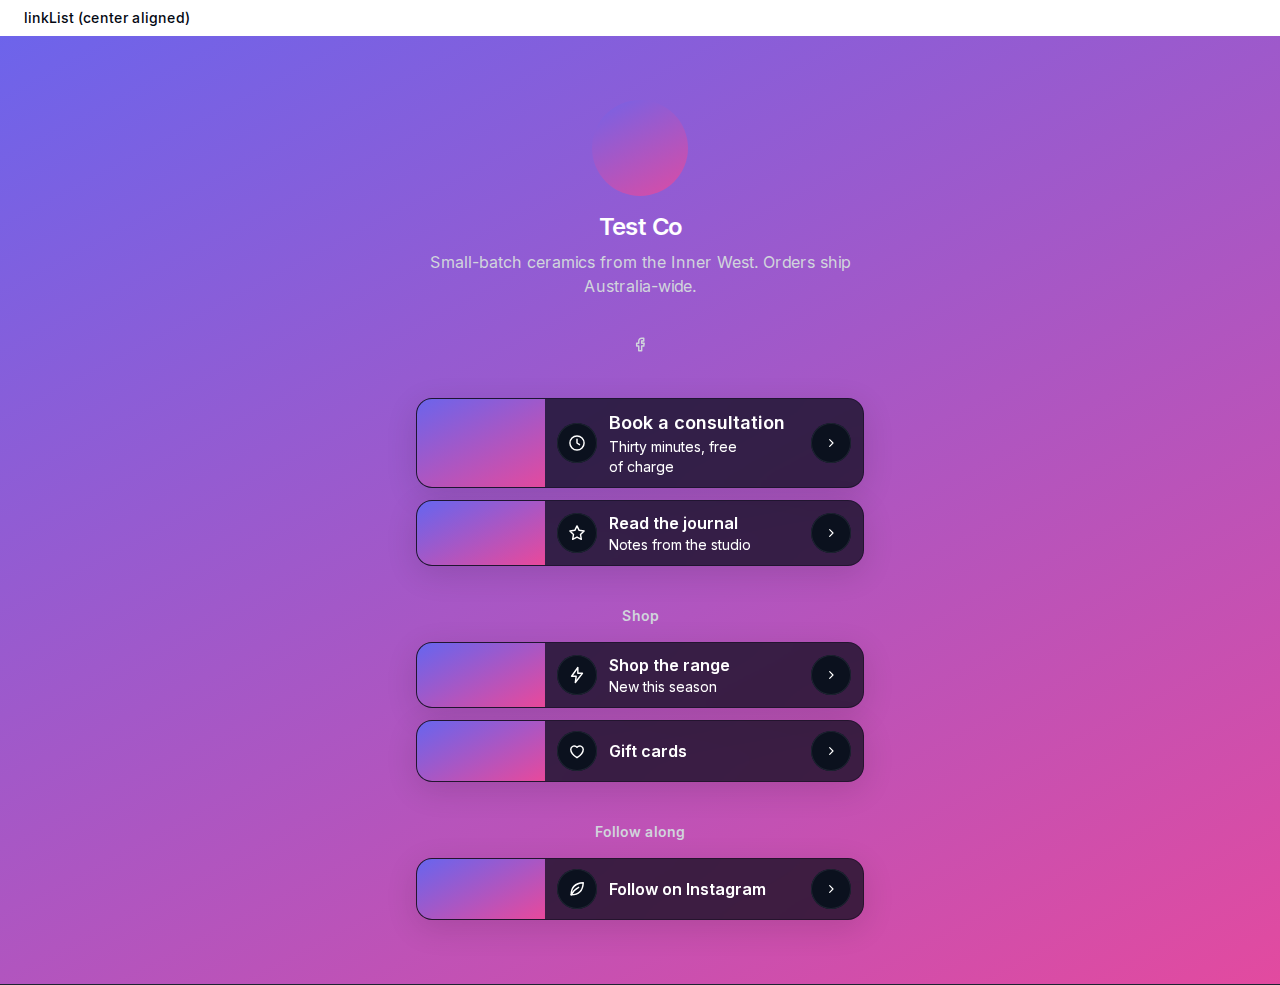 linkList (center aligned)
Test Co
Small-batch ceramics from the Inner West. Orders ship
Australia-wide.
Book a consultation
Thirty minutes, free
of charge
Read the journal
Notes from the studio
Shop
Shop the range
New this season
Gift cards
Follow along
Follow on Instagram